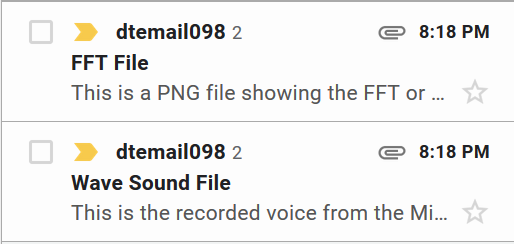 dtemail098 2 8:18 PM
FFT File
This is a PNG file showing the FFT or ...
dtemail098 2 8:18 PM
Wave Sound File
This is the recorded voice from the Mi...